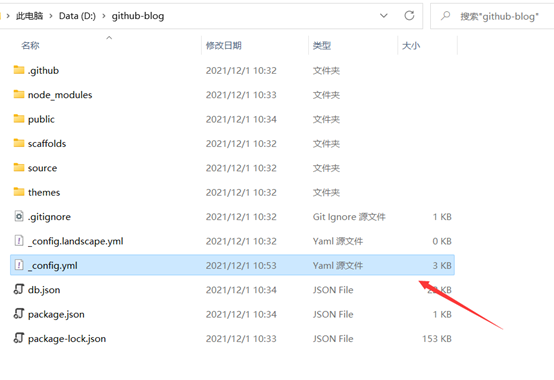 此电脑 > Data (D:) > github-blog
搜索"github-blog"
名称 修改日期 类型 大小
.github 2021/12/1 10:32 文件夹
node_modules 2021/12/1 10:33 文件夹
public 2021/12/1 10:34 文件夹
scaffolds 2021/12/1 10:32 文件夹
source 2021/12/1 10:32 文件夹
themes 2021/12/1 10:32 文件夹
.gitignore 2021/12/1 10:32 Git Ignore 源文件 1 KB
_config.landscape.yml 2021/12/1 10:32 Yaml 源文件 0 KB
_config.yml 2021/12/1 10:53 Yaml 源文件 3 KB
db.json 2021/12/1 10:34 JSON File KB
package.json 2021/12/1 10:34 JSON File 1 KB
package-lock.json 2021/12/1 10:33 JSON File 153 KB